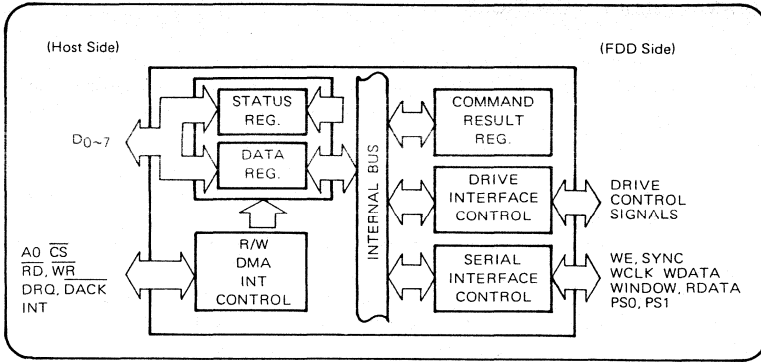 (Host Side)
(FDD Side)
STATUS
REG.
DATA
REG.
D0~7
R/W
DMA
INT
CONTROL
A0 CS
RD, WR
DRQ, DACK
INT
INTERNAL BUS
COMMAND
RESULT
REG.
DRIVE
INTERFACE
CONTROL
SERIAL
INTERFACE
CONTROL
DRIVE
CONTROL
SIGNALS
WE, SYNC
WCLK WDATA
WINDOW, RDATA
PS0, PS1